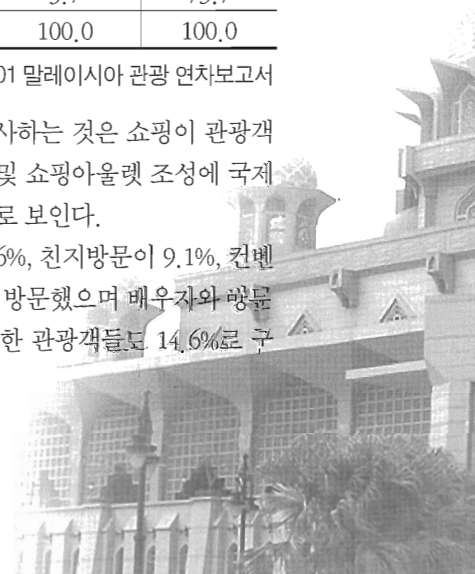 100.0 100.0
01 말레이시아 관광 연차보고서
사하는 것은 쇼핑이 관광객
및 쇼핑아울렛 조성에 국제
로 보인다.
6%, 친지방문이 9.1%, 컨벤
방문했으며 배우자와 방문
한 관광객들도 14.6%로 구